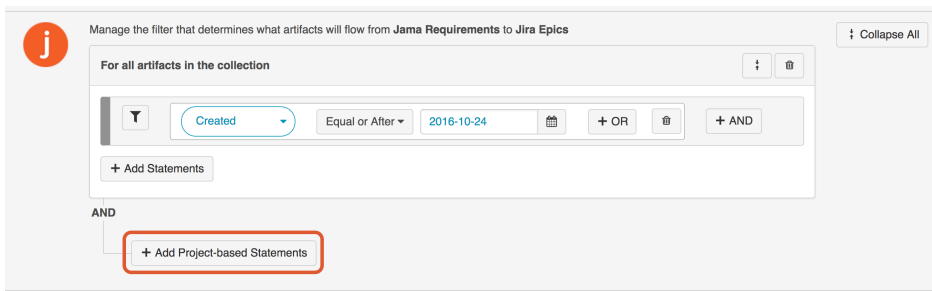 j
Manage the filter that determines what artifacts will flow from Jama Requirements to Jira Epics
Collapse All
For all artifacts in the collection
Created Equal or After 2016-10-24 + OR + AND
+ Add Statements
AND
+ Add Project-based Statements